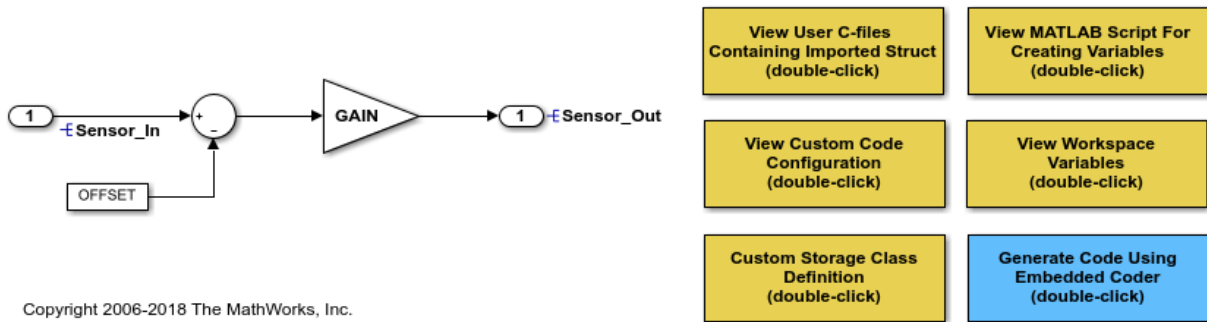 1
Sensor_In
+
−
GAIN
1
Sensor_Out
OFFSET
Copyright 2006-2018 The MathWorks, Inc.
View User C-files
Containing Imported Struct
(double-click)
View MATLAB Script For
Creating Variables
(double-click)
View Custom Code
Configuration
(double-click)
View Workspace
Variables
(double-click)
Custom Storage Class
Definition
(double-click)
Generate Code Using
Embedded Coder
(double-click)